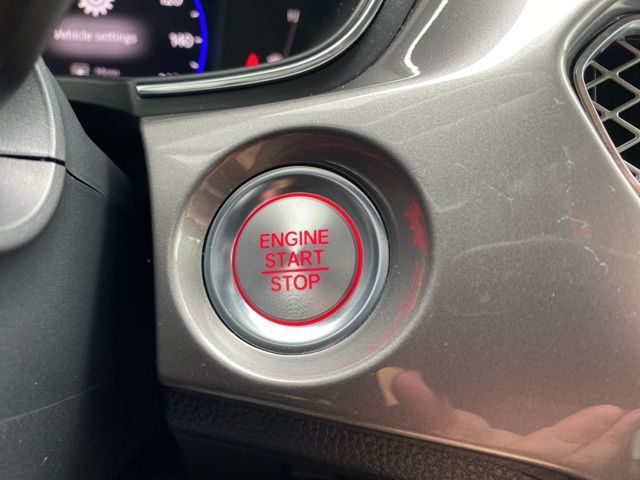 Vehicle settings
140
H
ENGINE
START
STOP